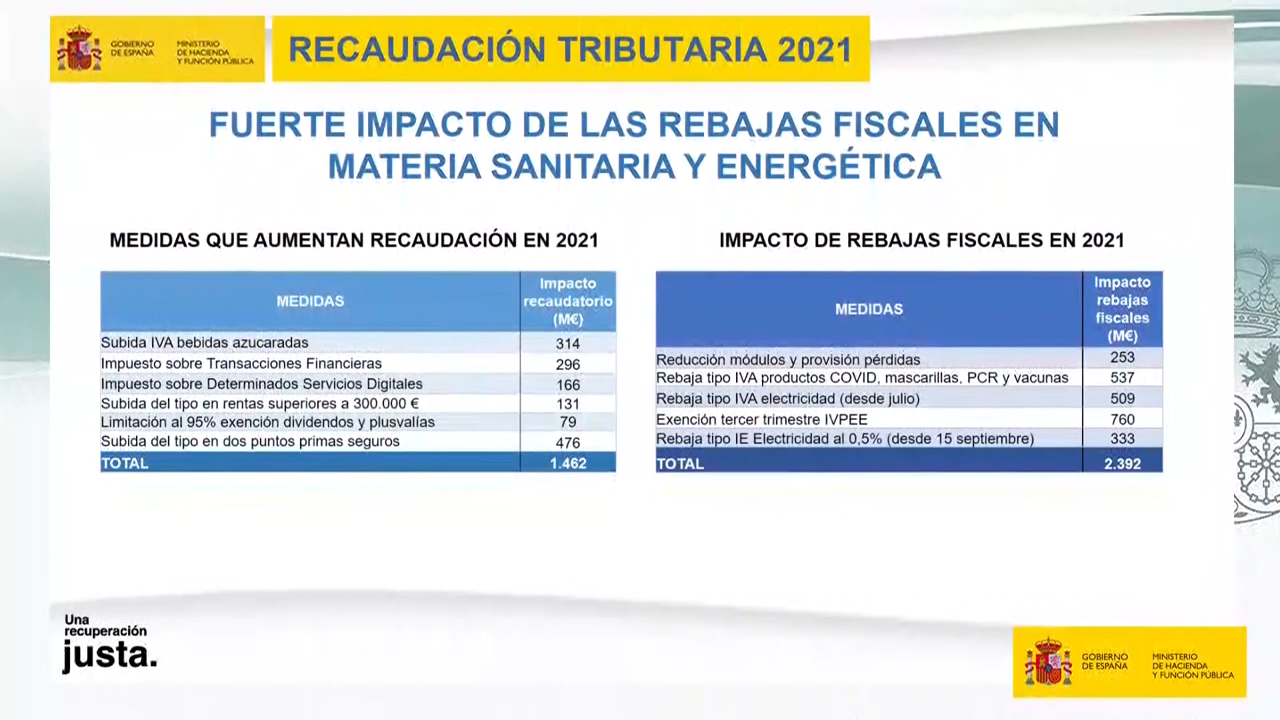 GOBIERNO
DE ESPAÑA
MINISTERIO
DE HACIENDA
Y FUNCIÓN PÚBLICA
RECAUDACIÓN TRIBUTARIA 2021
FUERTE IMPACTO DE LAS REBAJAS FISCALES EN
MATERIA SANITARIA Y ENERGÉTICA
MEDIDAS QUE AUMENTAN RECAUDACIÓN EN 2021
MEDIDAS
Impacto
recaudatorio
(M€)
Subida IVA bebidas azucaradas 314
Impuesto sobre Transacciones Financieras 296
Impuesto sobre Determinados Servicios Digitales 166
Subida del tipo en rentas superiores a 300.000 € 131
Limitación al 95% exención dividendos y plusvalías 79
Subida del tipo en dos puntos primas seguros 476
TOTAL 1.462
IMPACTO DE REBAJAS FISCALES EN 2021
MEDIDAS
Impacto
rebajas
fiscales
(M€)
Reducción módulos y provisión pérdidas 253
Rebaja tipo IVA productos COVID, mascarillas, PCR y vacunas 537
Rebaja tipo IVA electricidad (desde julio) 509
Exención tercer trimestre IVPEE 760
Rebaja tipo IE Electricidad al 0,5% (desde 15 septiembre) 333
TOTAL 2.392
Una
recuperación
justa.
GOBIERNO
DE ESPAÑA
MINISTERIO
DE HACIENDA
Y FUNCIÓN PÚBLICA